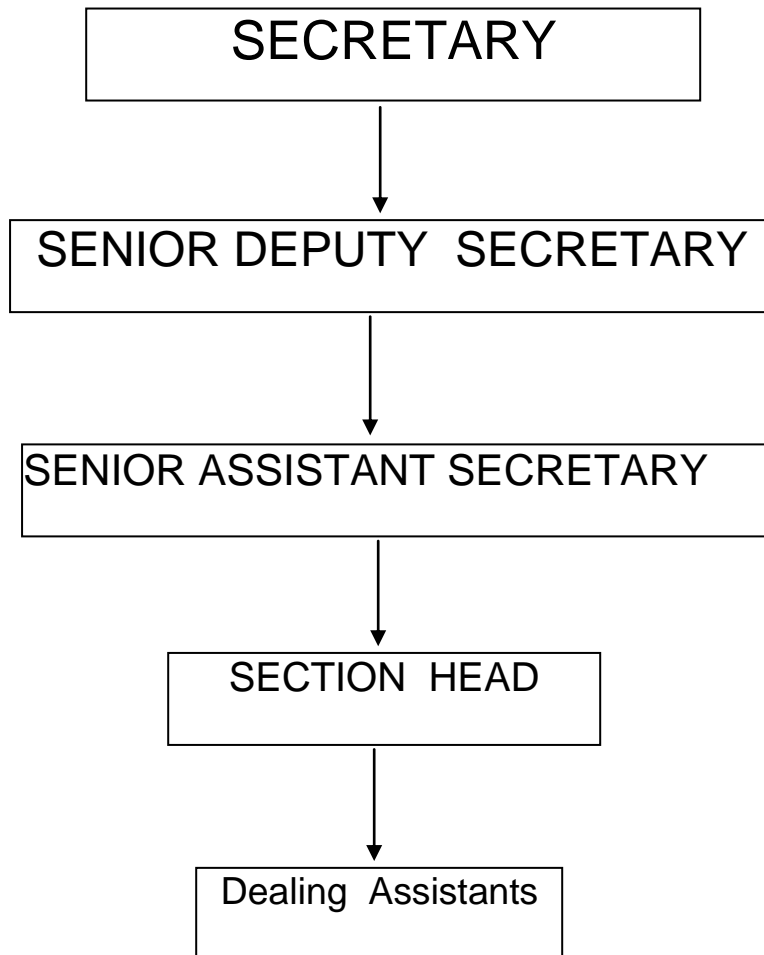 SECRETARY
SENIOR DEPUTY SECRETARY
SENIOR ASSISTANT SECRETARY
SECTION HEAD
Dealing Assistants